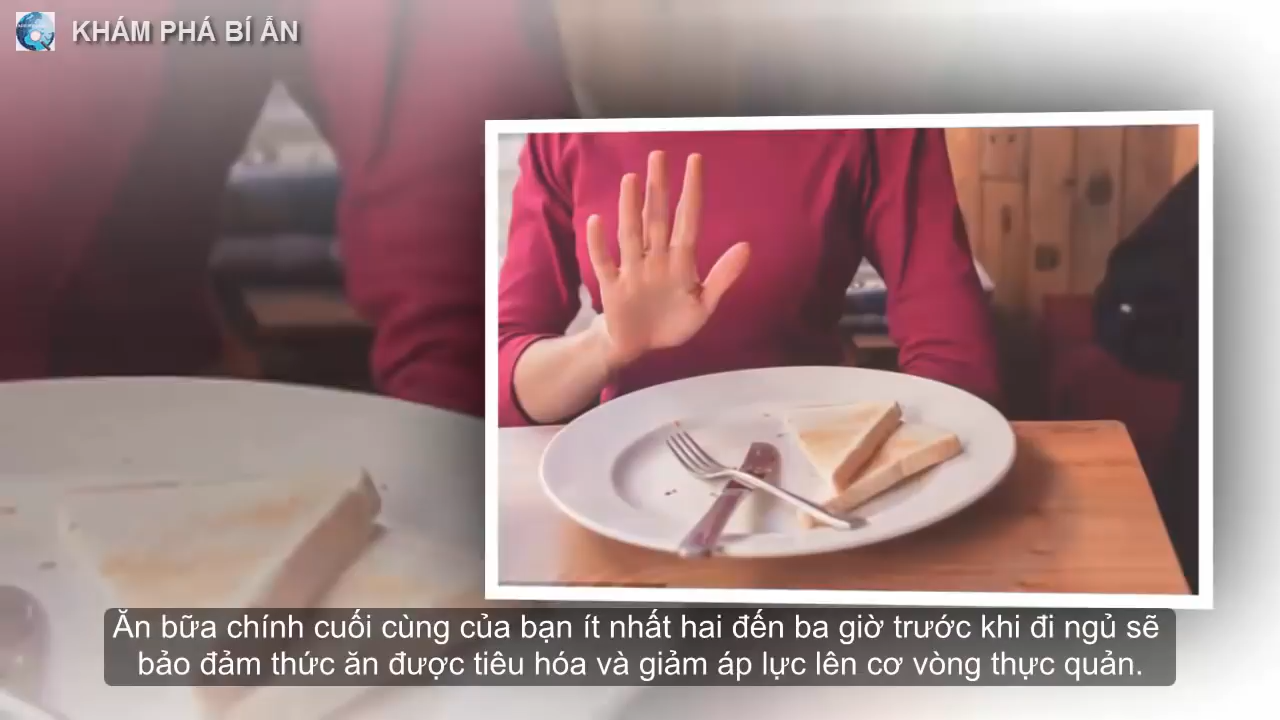 KHÁM PHÁ BÍ ẨN
Ăn bữa chính cuối cùng của bạn ít nhất hai đến ba giờ trước khi đi ngủ sẽ
bảo đảm thức ăn được tiêu hóa và giảm áp lực lên cơ vòng thực quản.